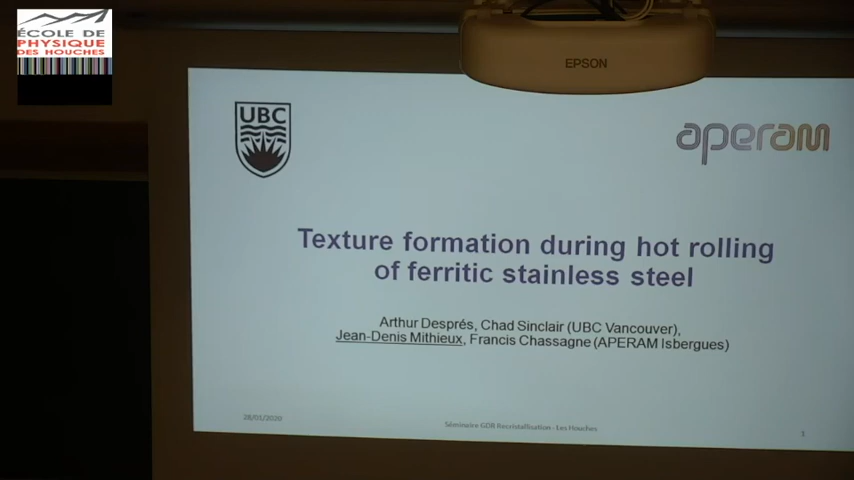 ÉCOLE DE
PHYSIQUE
DES HOUCHES
EPSON
UBC
aperam
Texture formation during hot rolling
of ferritic stainless steel
Arthur Després, Chad Sinclair (UBC Vancouver),
Jean-Denis Mithieux, Francis Chassagne (APERAM Isbergues)
28/01/2020
Séminaire GDR Recristallisation - Les Houches
1